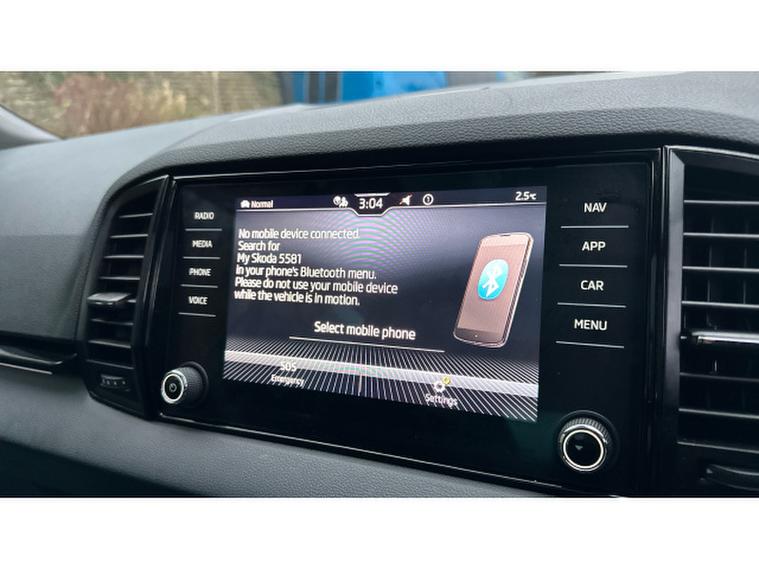 RADIO
MEDIA
PHONE
VOICE
Normal 3:04 2.5°C
No mobile device connected.
Search for
My Skoda 5581
in your phone's Bluetooth menu.
Please do not use your mobile device
while the vehicle is in motion.
Select mobile phone
SOS
Emergency
Settings
NAV
APP
CAR
MENU